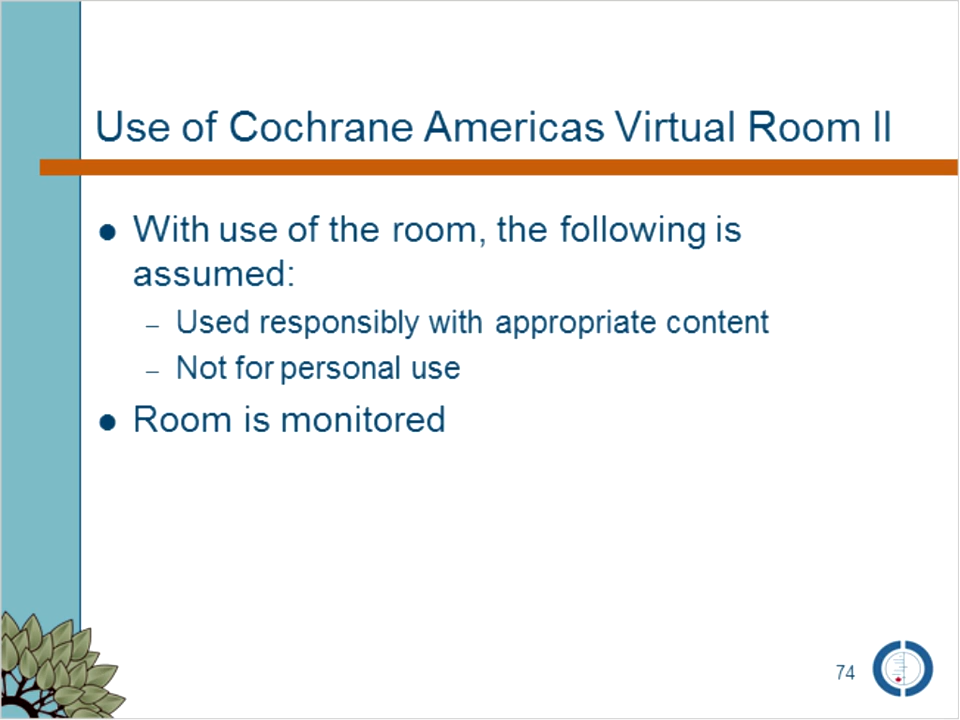 Use of Cochrane Americas Virtual Room II
● With use of the room, the following is
assumed:
– Used responsibly with appropriate content
– Not for personal use
● Room is monitored
74